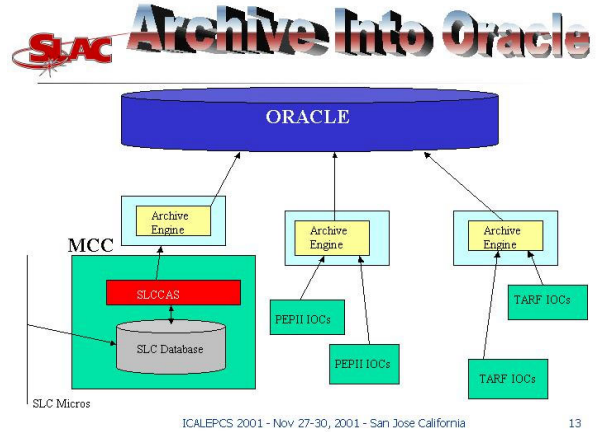 SLAC
Archive Into Oracle
ORACLE
Archive
Engine
Archive
Engine
Archive
Engine
MCC
SLCCAS
SLC Database
PEPII IOCs
PEPII IOCs
TARF IOCs
TARF IOCs
SLC Micros
ICALEPCS 2001 - Nov 27-30, 2001 - San Jose California
13